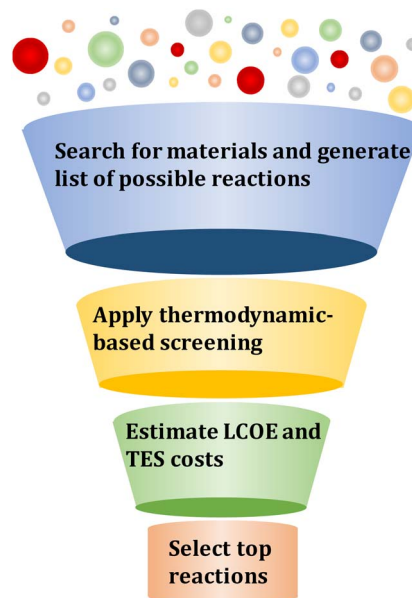 Search for materials and generate
list of possible reactions
Apply thermodynamic-
based screening
Estimate LCOE and
TES costs
Select top
reactions